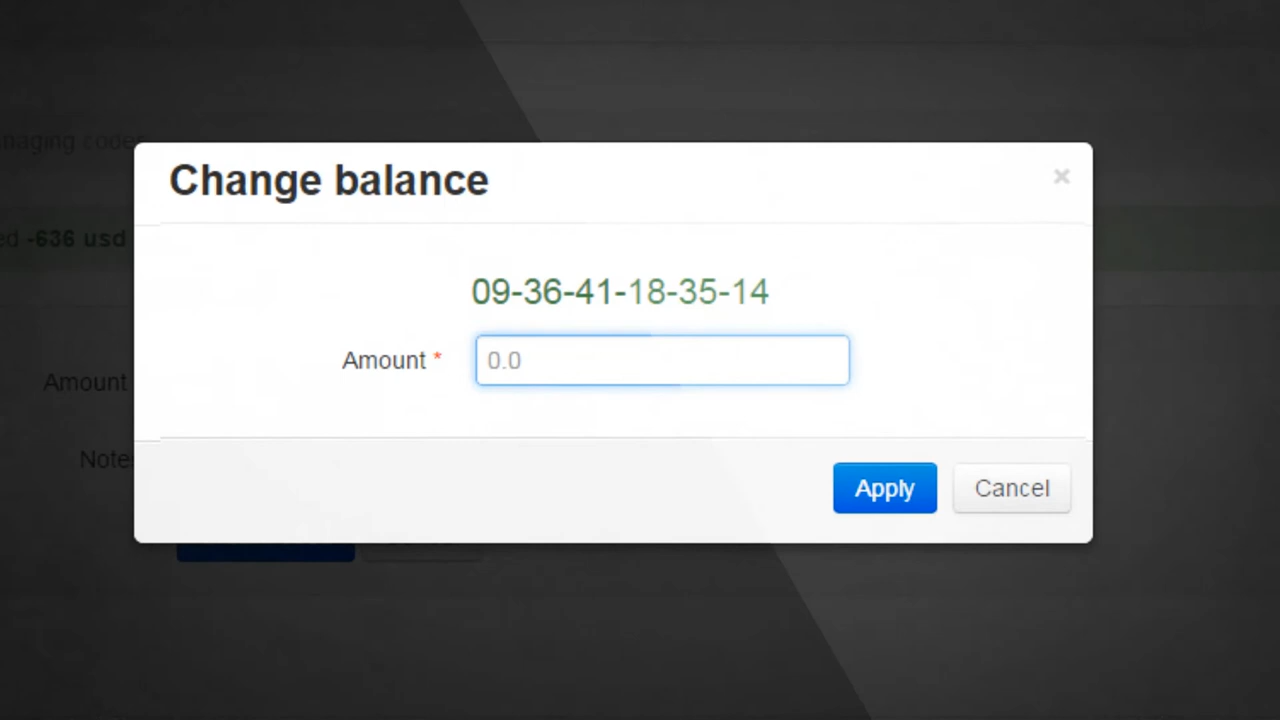 naging codes
Change balance ×
ed -636 usd
09-36-41-18-35-14
Amount * 0.0
Amount
Notes
Apply Cancel